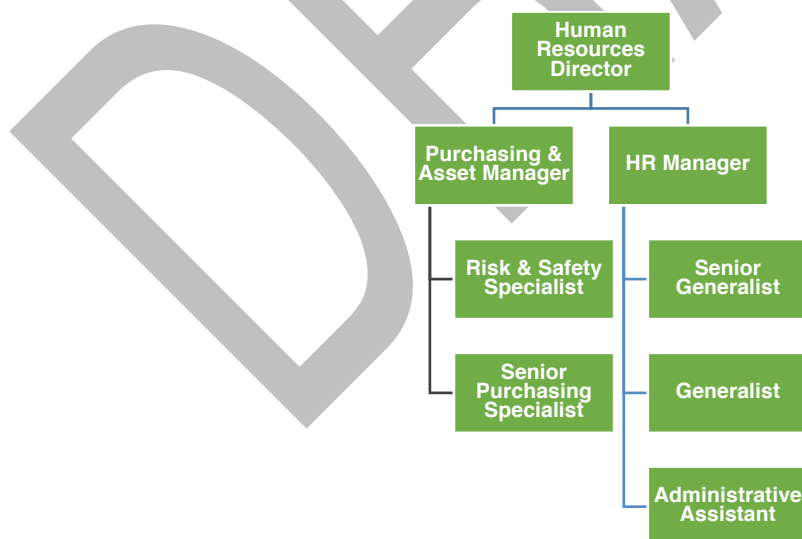 Human
Resources
Director
Purchasing &
Asset Manager
HR Manager
Risk & Safety
Specialist
Senior
Generalist
Senior
Purchasing
Specialist
Generalist
Administrative
Assistant